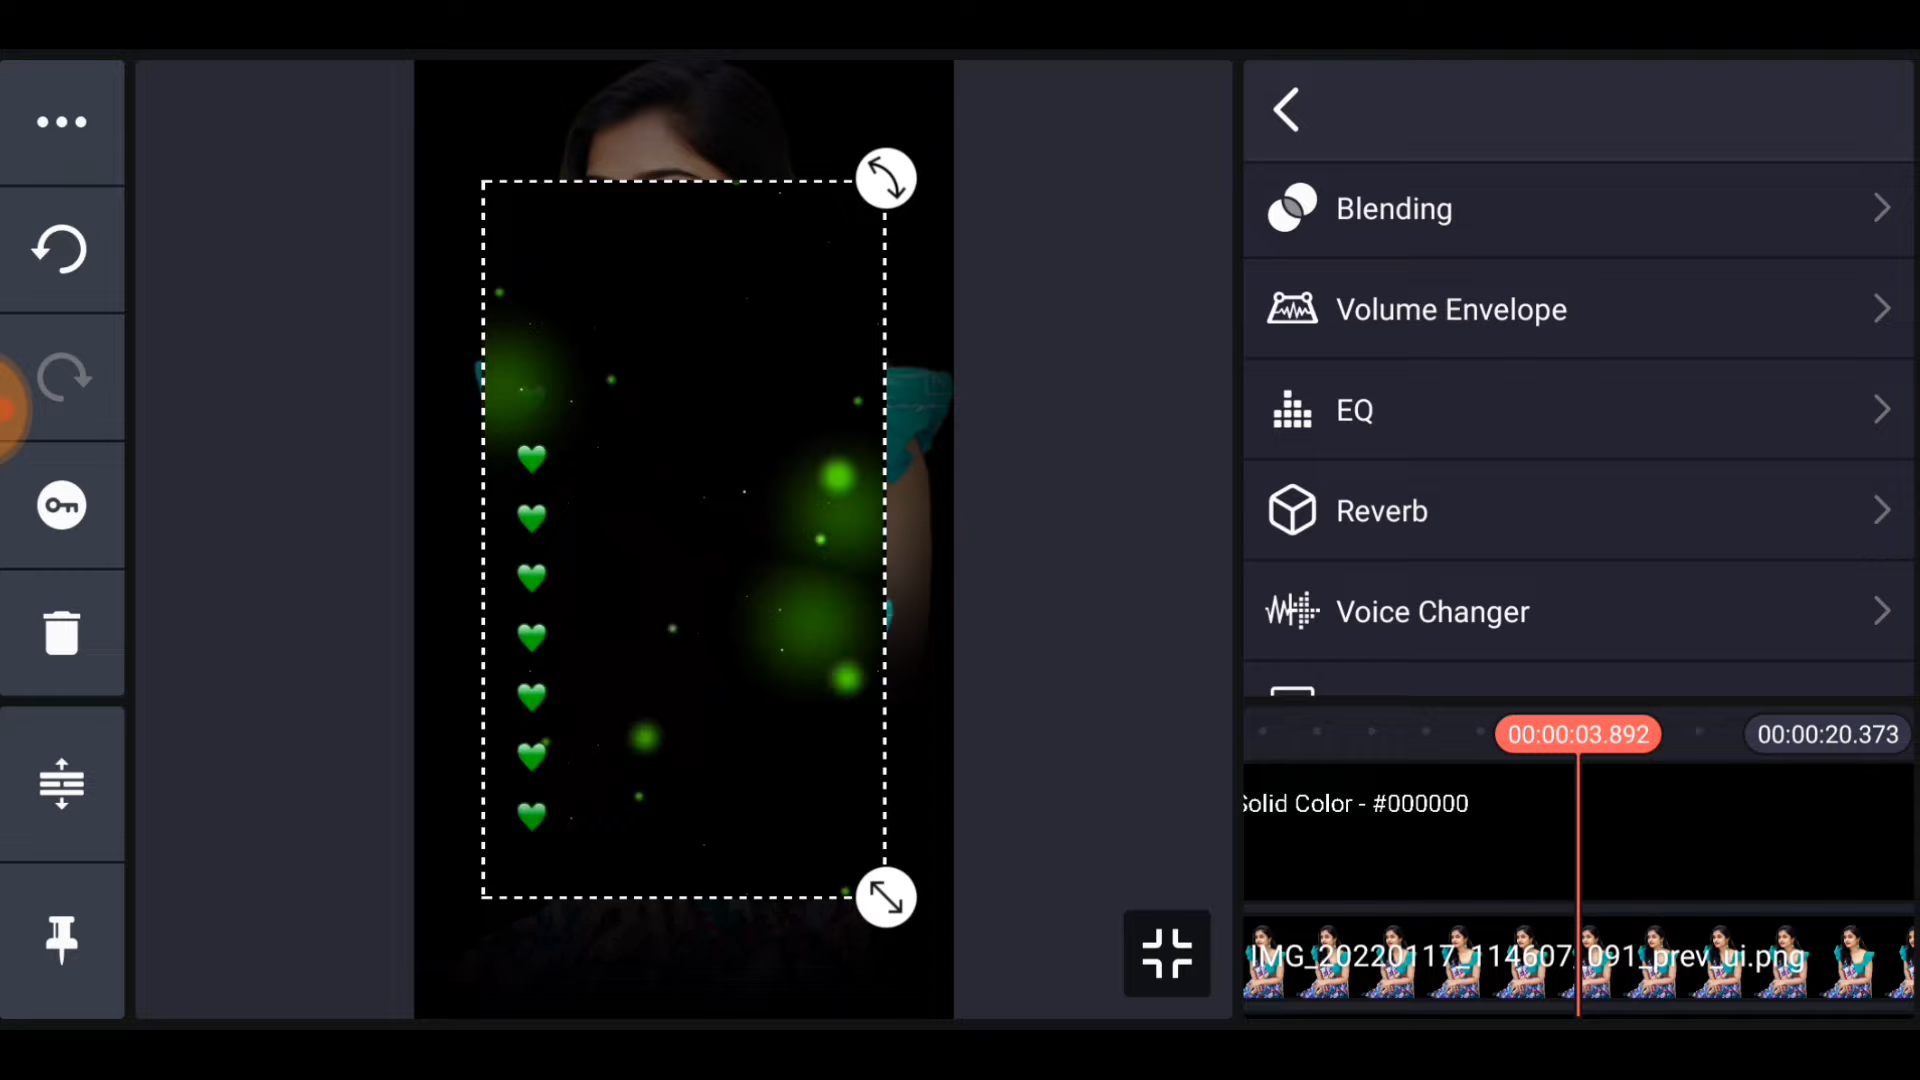 Blending
Volume Envelope
EQ
Reverb
Voice Changer
00:00:03.892
00:00:20.373
Solid Color - #000000
IMG_20220117_114607_091_prev_ui.png